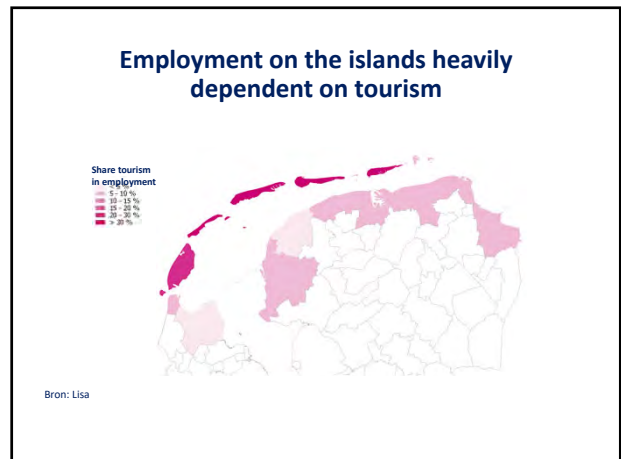 Employment on the islands heavily
dependent on tourism
Share tourism
in employment
5 - 10 %
10 - 15 %
15 - 20 %
20 - 30 %
> 30 %
Bron: Lisa